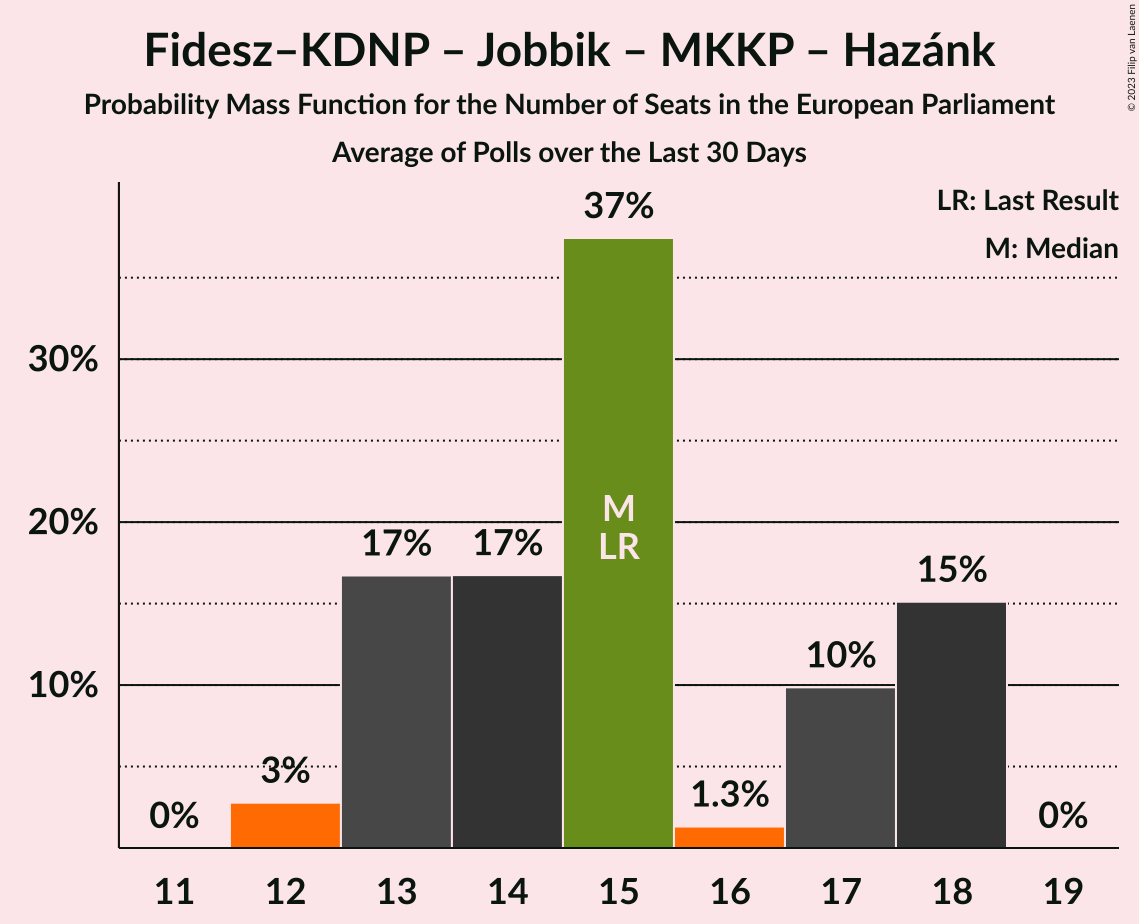 Fidesz–KDNP – Jobbik – MKKP – Hazánk
Probability Mass Function for the Number of Seats in the European Parliament
Average of Polls over the Last 30 Days
© 2023 Filip van Laenen
LR: Last Result
M: Median
37%
30%
20%
10%
M
LR
17%
17%
15%
10%
3%
1.3%
0%
0%
11 12 13 14 15 16 17 18 19